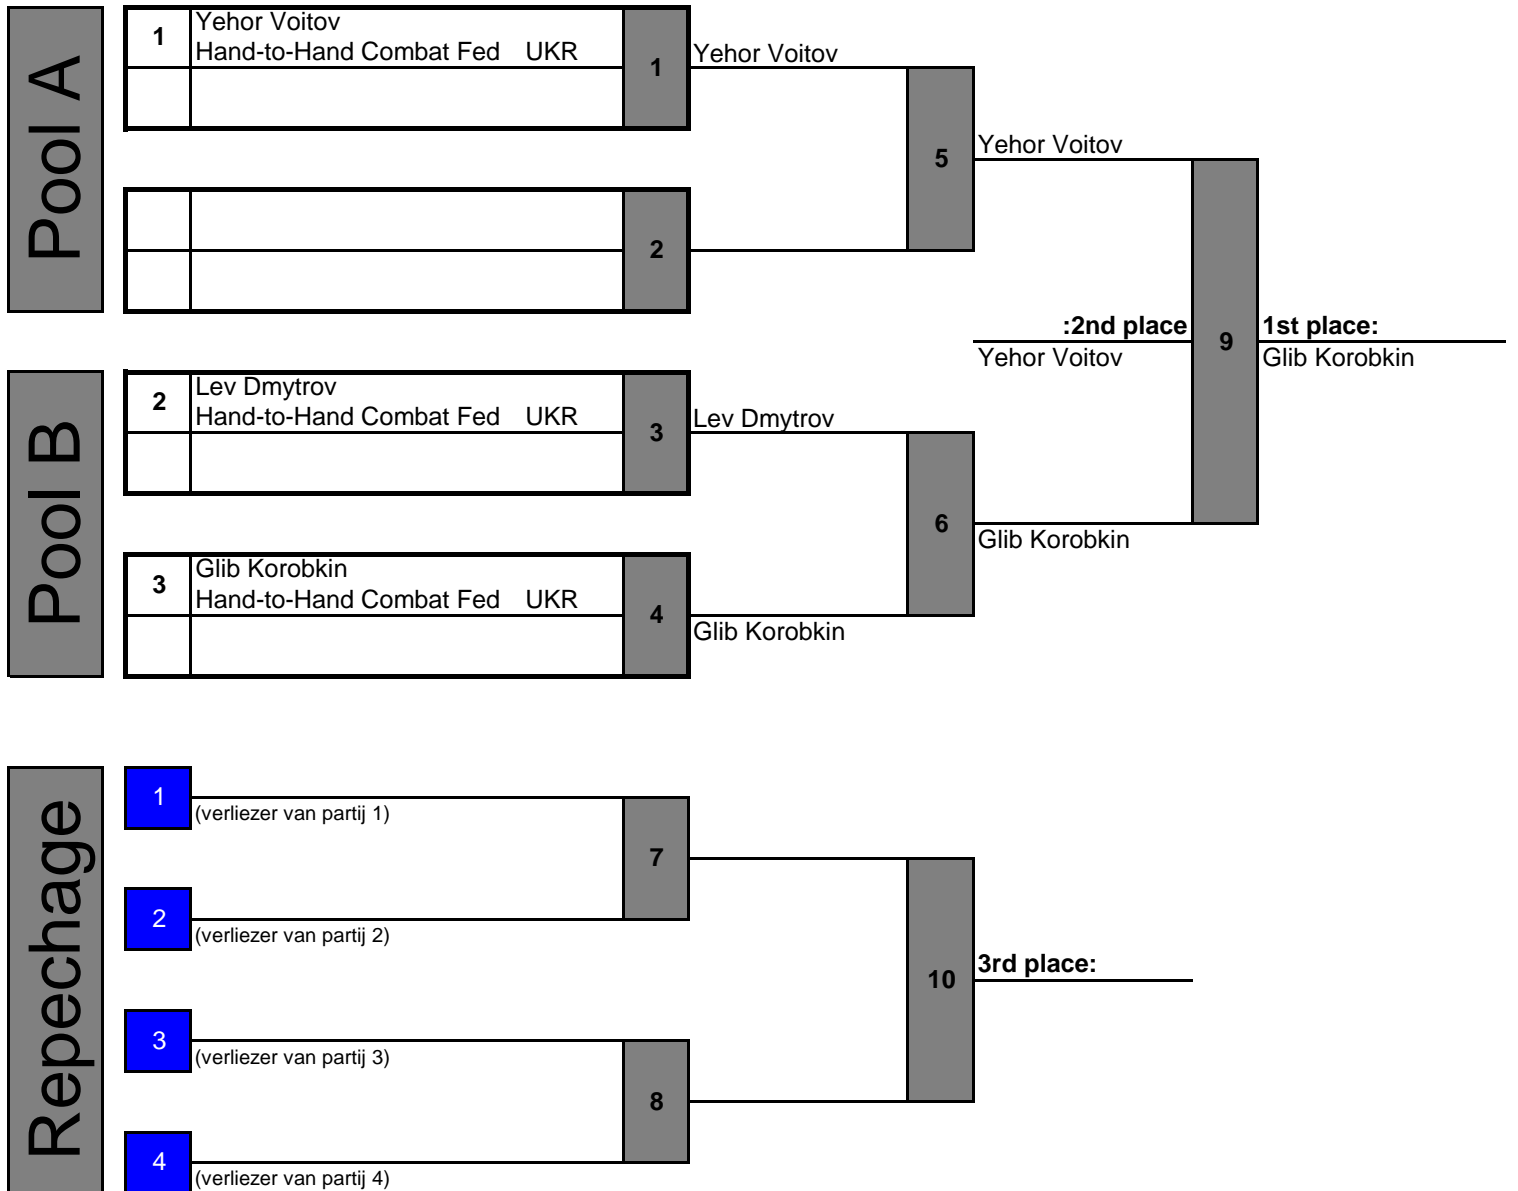 Pool A
1
Yehor Voitov
Hand-to-Hand Combat Fed UKR
1
Yehor Voitov
5
Yehor Voitov
2
:2nd place
Yehor Voitov
9
1st place:
Glib Korobkin
Pool B
2
Lev Dmytrov
Hand-to-Hand Combat Fed UKR
3
Lev Dmytrov
6
Glib Korobkin
3
Glib Korobkin
Hand-to-Hand Combat Fed UKR
4
Glib Korobkin
Repechage
1
(verliezer van partij 1)
7
2
(verliezer van partij 2)
10
3rd place:
3
(verliezer van partij 3)
8
4
(verliezer van partij 4)